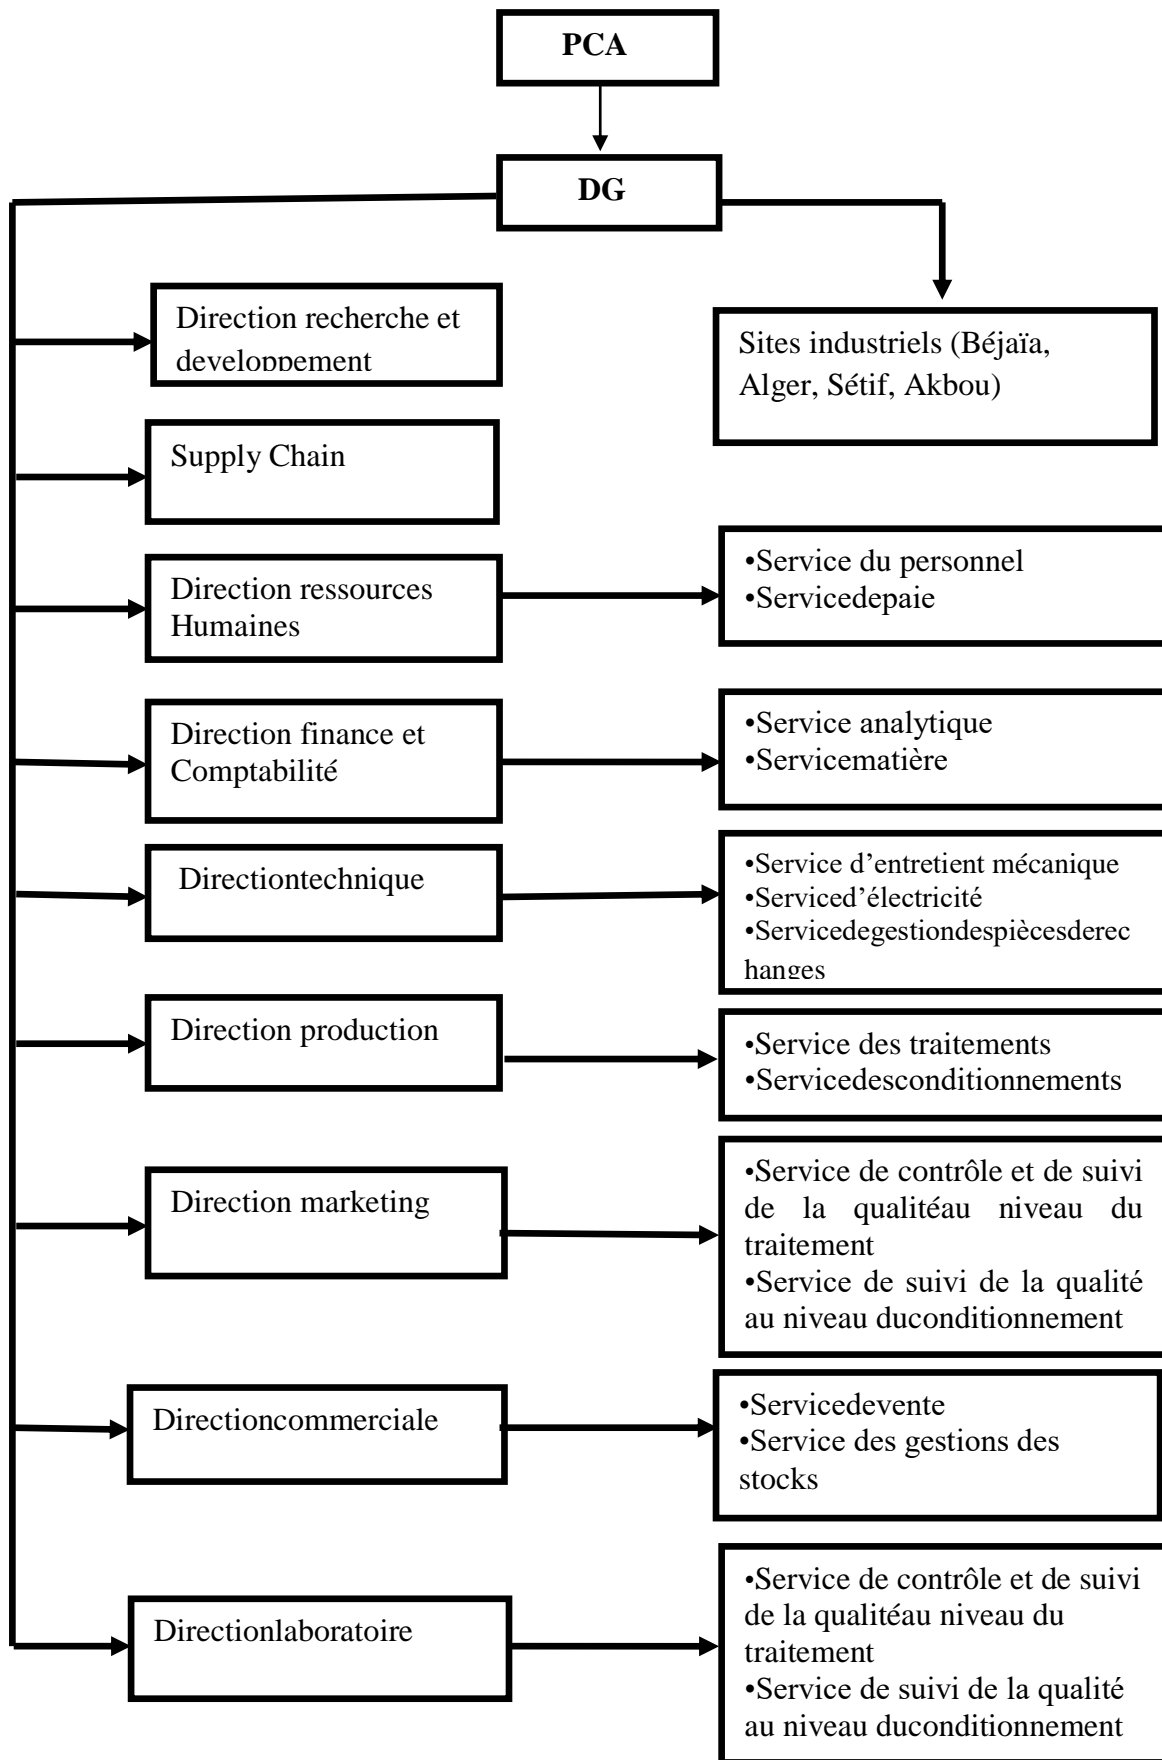 PCA
DG
Direction recherche et
developpement
Sites industriels (Béjaïa,
Alger, Sétif, Akbou)
Supply Chain
Direction ressources
Humaines
•Service du personnel
•Servicedepaie
Direction finance et
Comptabilité
•Service analytique
•Servicematière
Directiontechnique
•Service d’entretient mécanique
•Serviced’électricité
•Servicedegestiondespiècesderec
hanges
Direction production
•Service des traitements
•Servicedesconditionnements
Direction marketing
•Service de contrôle et de suivi
de la qualitéau niveau du
traitement
•Service de suivi de la qualité
au niveau duconditionnement
Directioncommerciale
•Servicedevente
•Service des gestions des
stocks
Directionlaboratoire
•Service de contrôle et de suivi
de la qualitéau niveau du
traitement
•Service de suivi de la qualité
au niveau duconditionnement